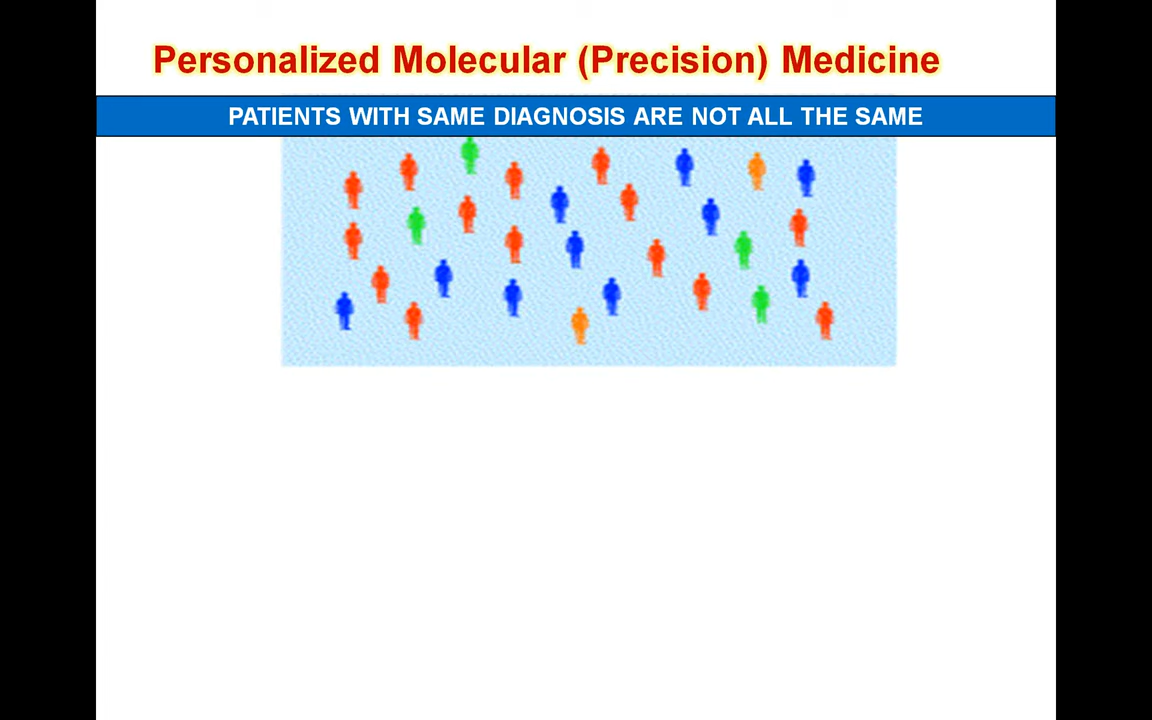 Personalized Molecular (Precision) Medicine
PATIENTS WITH SAME DIAGNOSIS ARE NOT ALL THE SAME